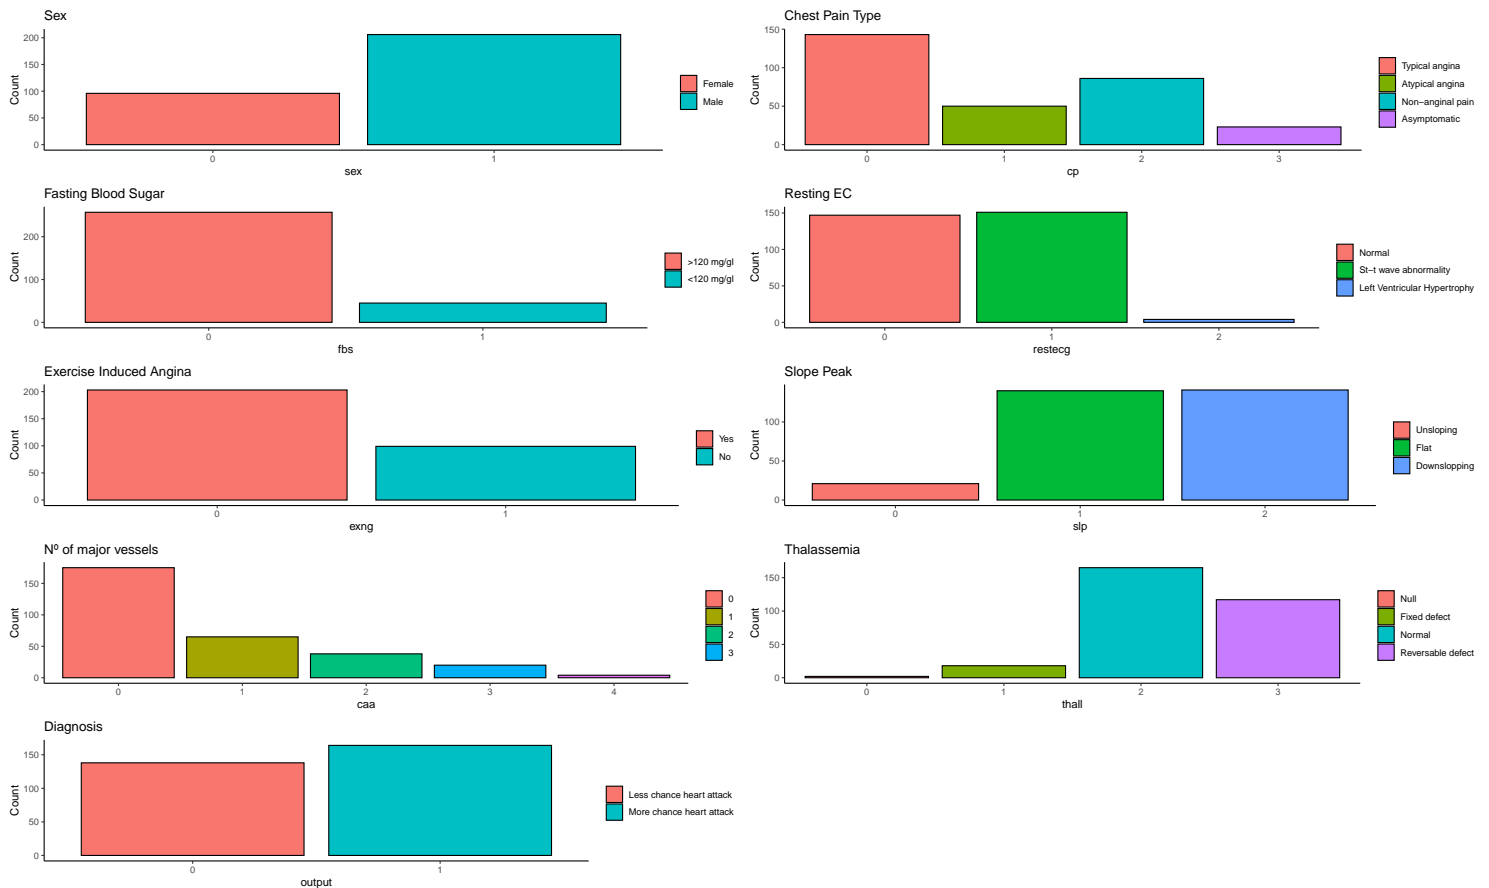 Sex
Count
200
150
100
50
0
0
1
sex
Female
Male
Chest Pain Type
Count
150
100
50
0
0
1
2
3
cp
Typical angina
Atypical angina
Non−anginal pain
Asymptomatic
Fasting Blood Sugar
Count
200
100
0
0
1
fbs
>120 mg/gl
<120 mg/gl
Resting EC
Count
150
100
50
0
0
1
2
restecg
Normal
St−t wave abnormality
Left Ventricular Hypertrophy
Exercise Induced Angina
Count
200
150
100
50
0
0
1
exng
Yes
No
Slope Peak
Count
100
50
0
0
1
2
slp
Unsloping
Flat
Downslopping
Nº of major vessels
Count
150
100
50
0
0
1
2
3
4
caa
0
1
2
3
Thalassemia
Count
150
100
50
0
0
1
2
3
thall
Null
Fixed defect
Normal
Reversable defect
Diagnosis
Count
150
100
50
0
0
1
output
Less chance heart attack
More chance heart attack